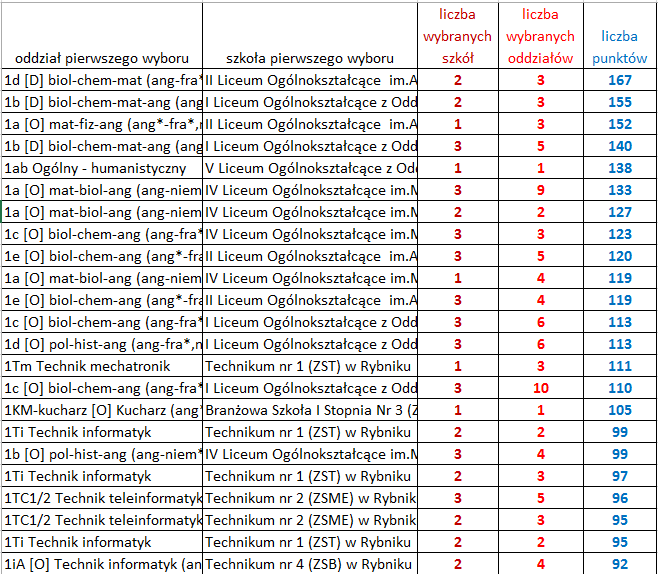 oddział pierwszego wyboru szkoła pierwszego wyboru liczba wybranych szkół liczba wybranych oddziałów liczba punktów
1d [D] biol-chem-mat (ang-fra* II Liceum Ogólnokształcące im.A 2 3 167
1b [D] biol-chem-mat-ang (ang I Liceum Ogólnokształcące z Odd 2 3 155
1a [O] mat-fiz-ang (ang*-fra*,n II Liceum Ogólnokształcące im.A 1 3 152
1b [D] biol-chem-mat-ang (ang I Liceum Ogólnokształcące z Odd 3 5 140
1ab Ogólny - humanistyczny V Liceum Ogólnokształcące z Od 1 1 138
1a [O] mat-biol-ang (ang-niem IV Liceum Ogólnokształcące im.M 3 9 133
1a [O] mat-biol-ang (ang-niem IV Liceum Ogólnokształcące im.M 2 2 127
1c [O] biol-chem-ang (ang-fra* I Liceum Ogólnokształcące z Odd 3 3 123
1e [O] biol-chem-ang (ang*-fra II Liceum Ogólnokształcące im.A 3 5 120
1a [O] mat-biol-ang (ang-niem IV Liceum Ogólnokształcące im.M 1 4 119
1e [O] biol-chem-ang (ang*-fra II Liceum Ogólnokształcące im.A 3 4 119
1c [O] biol-chem-ang (ang-fra* I Liceum Ogólnokształcące z Odd 3 6 113
1d [O] pol-hist-ang (ang-fra*,n I Liceum Ogólnokształcące z Odd 3 6 113
1Tm Technik mechatronik Technikum nr 1 (ZST) w Rybniku 1 3 111
1c [O] biol-chem-ang (ang-fra* I Liceum Ogólnokształcące z Odd 3 10 110
1KM-kucharz [O] Kucharz (ang* Branżowa Szkoła I Stopnia Nr 3 (Z 1 1 105
1Ti Technik informatyk Technikum nr 1 (ZST) w Rybniku 2 2 99
1b [O] pol-hist-ang (ang-niem* IV Liceum Ogólnokształcące im.M 3 4 99
1Ti Technik informatyk Technikum nr 1 (ZST) w Rybniku 2 3 97
1TC1/2 Technik teleinformatyk Technikum nr 2 (ZSME) w Rybnik 3 5 96
1TC1/2 Technik teleinformatyk Technikum nr 2 (ZSME) w Rybnik 2 3 95
1Ti Technik informatyk Technikum nr 1 (ZST) w Rybniku 2 2 95
1iA [O] Technik informatyk (an Technikum nr 4 (ZSB) w Rybniku 2 4 92